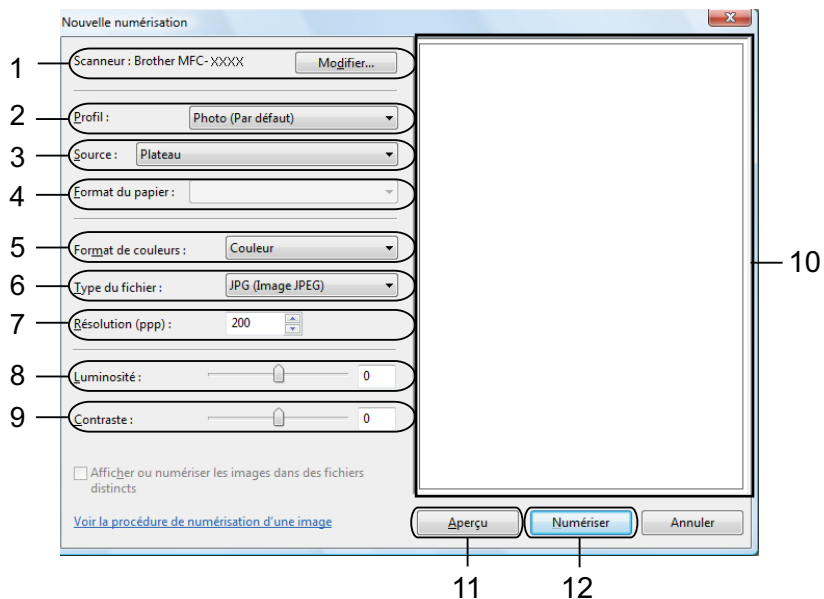 Nouvelle numérisation
1
Scanneur : Brother MFC- XXXX
Modifier...
2
Profil :
Photo (Par défaut)
3
Source :
Plateau
4
Format du papier :
5
Format de couleurs :
Couleur
6
Type du fichier :
JPG (Image JPEG)
7
Résolution (ppp) :
200
8
Luminosité :
0
9
Contraste :
0
10
Afficher ou numériser les images dans des fichiers
distincts
Voir la procédure de numérisation d'une image
Aperçu
Numériser
Annuler
11
12